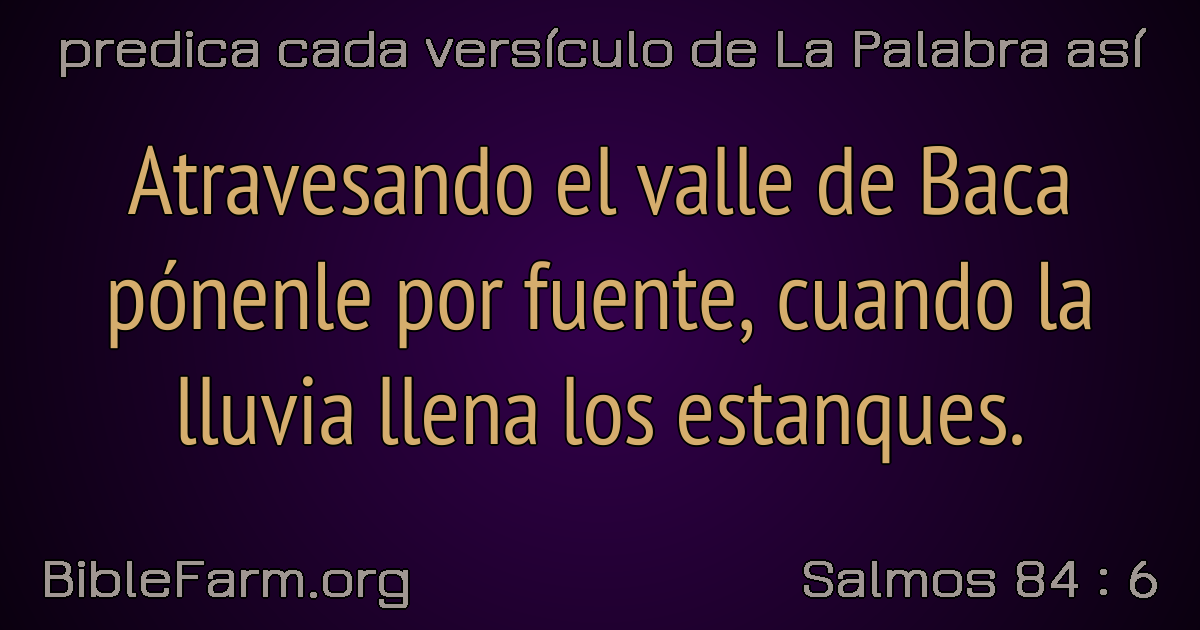 predica cada versículo de La Palabra así
Atravesando el valle de Baca
pónenle por fuente, cuando la
lluvia llena los estanques.
BibleFarm.org
Salmos 84 : 6